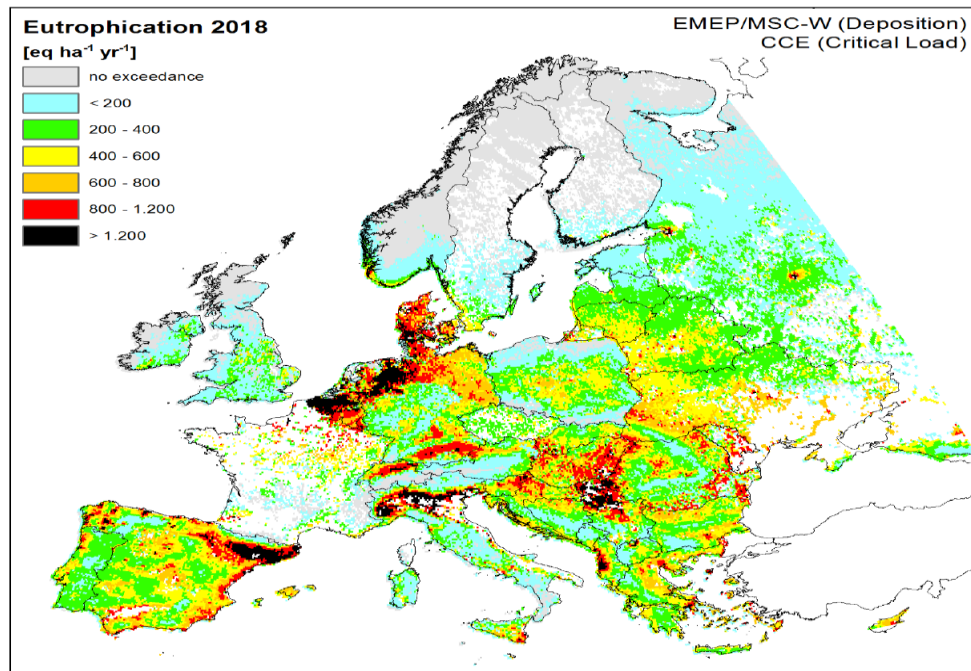 Eutrophication 2018
[eq ha⁻¹ yr⁻¹]
no exceedance
< 200
200 - 400
400 - 600
600 - 800
800 - 1.200
> 1.200
EMEP/MSC-W (Deposition)
CCE (Critical Load)